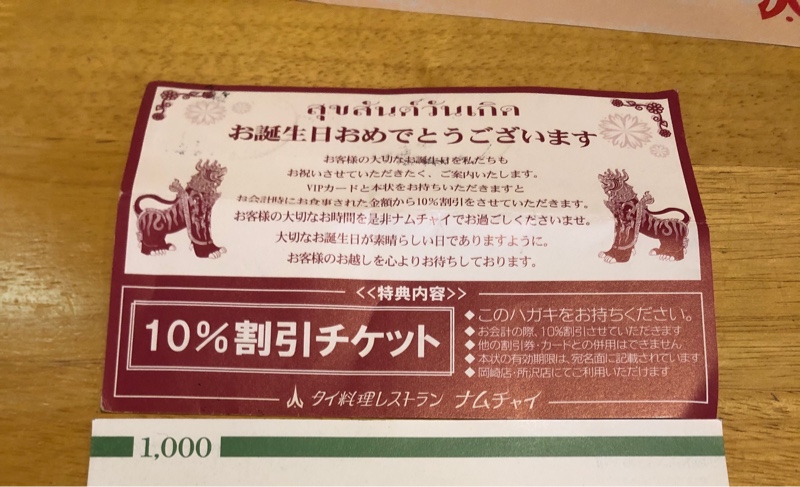 สุขสันต์วันเกิด
お誕生日おめでとうございます
お客様の大切なお誕生日を私たちも
お祝いさせていただきたく、ご案内いたします。
VIPカードと本状をお持ちいただきますと
お会計時にお食事された金額から10%割引をさせていただきます。
お客様の大切なお時間を是非ナムチャイでお過ごしくださいませ。
大切なお誕生日が素晴らしい日でありますように。
お客様のお越しを心よりお待ちしております。
<<特典内容>>
10%割引チケット
◆このハガキをお持ちください。
◆お会計の際、10%割引させていただきます
◆他の割引券・カードとの併用はできません
◆本状の有効期限は、宛名面に記載されています
◆岡崎店・所沢店にてご利用いただけます
タイ料理レストラン ナムチャイ
1,000